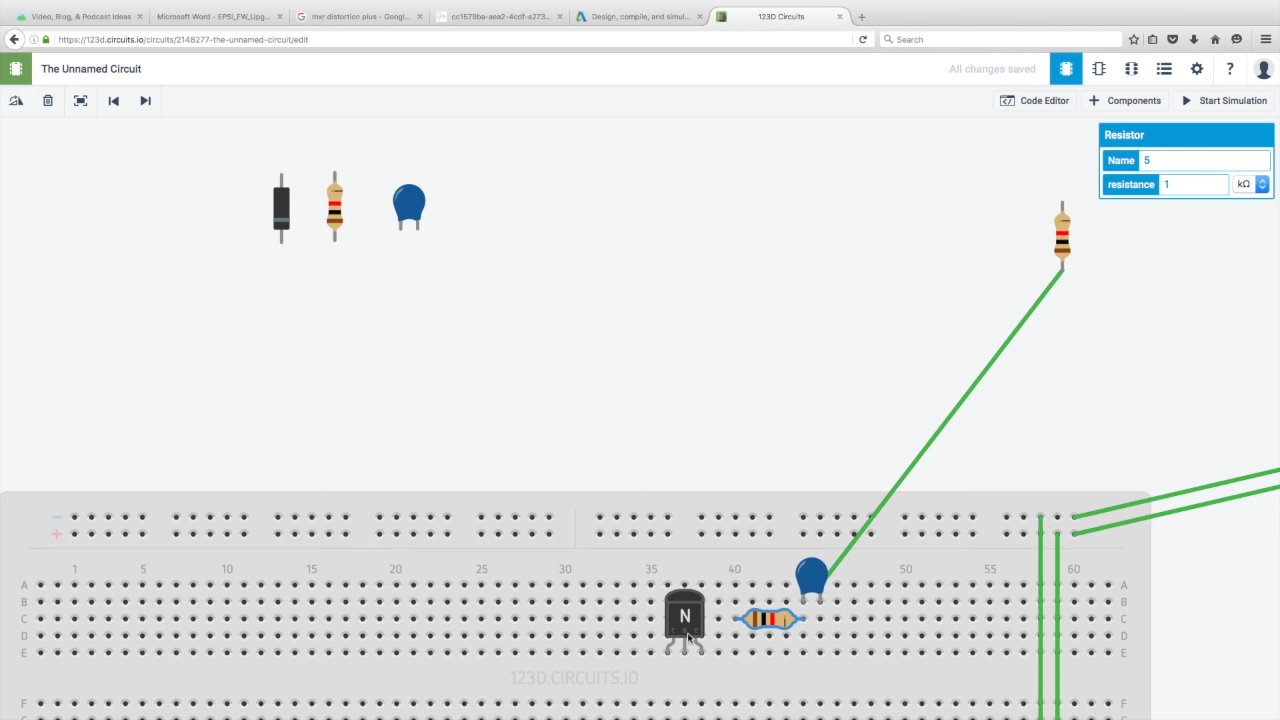 Video, Blog, & Podcast Ideas
Microsoft Word - EPSi_FW_Upg...
mxr distortion plus - Googl...
cc1579ba-aea2-4cdf-a273...
Design, compile, and simul...
123D Circuits
https://123d.circuits.io/circuits/2148277-the-unnamed-circuit/edit
Search
The Unnamed Circuit
All changes saved
Code Editor
Components
Start Simulation
Resistor
Name 5
resistance 1 kΩ
1 5 10 15 20 25 30 35 40 50 55 60
A A
B B
C C
D D
E E
N
123D.CIRCUITS.IO
F F